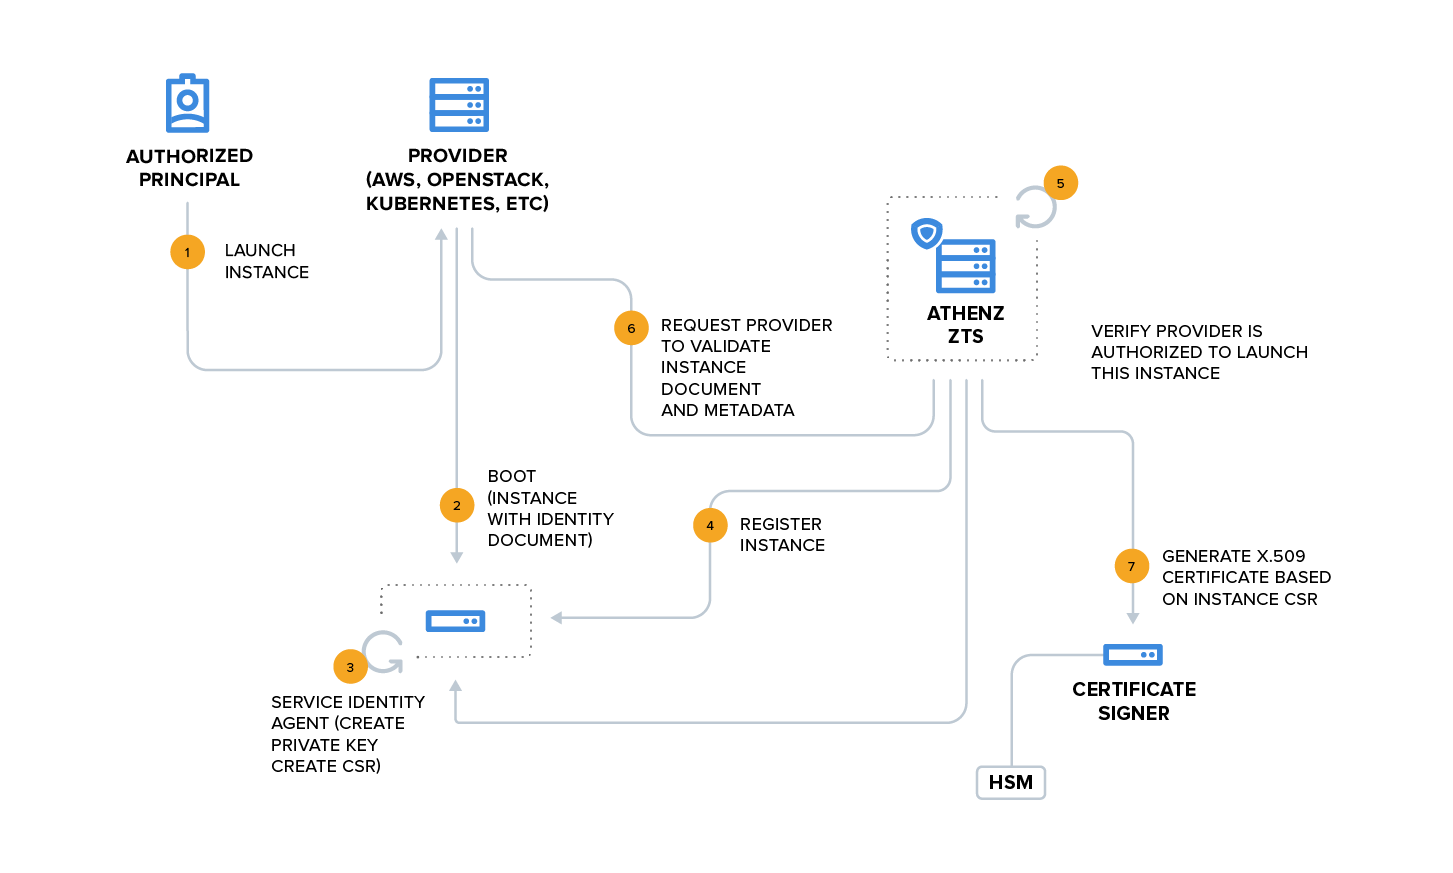 AUTHORIZED
PRINCIPAL
PROVIDER
(AWS, OPENSTACK,
KUBERNETES, ETC)
1
LAUNCH
INSTANCE
5
ATHENZ
ZTS
VERIFY PROVIDER IS
AUTHORIZED TO LAUNCH
THIS INSTANCE
6
REQUEST PROVIDER
TO VALIDATE
INSTANCE
DOCUMENT
AND METADATA
2
BOOT
(INSTANCE
WITH IDENTITY
DOCUMENT)
4
REGISTER
INSTANCE
7
GENERATE X.509
CERTIFICATE BASED
ON INSTANCE CSR
3
SERVICE IDENTITY
AGENT (CREATE
PRIVATE KEY
CREATE CSR)
CERTIFICATE
SIGNER
HSM